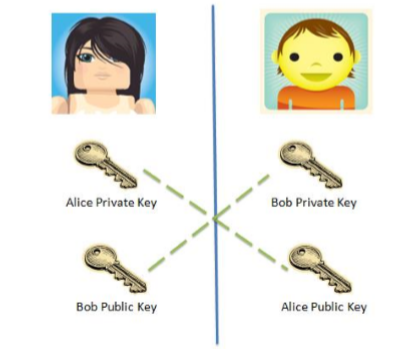 Alice Private Key
Bob Private Key
Bob Public Key
Alice Public Key